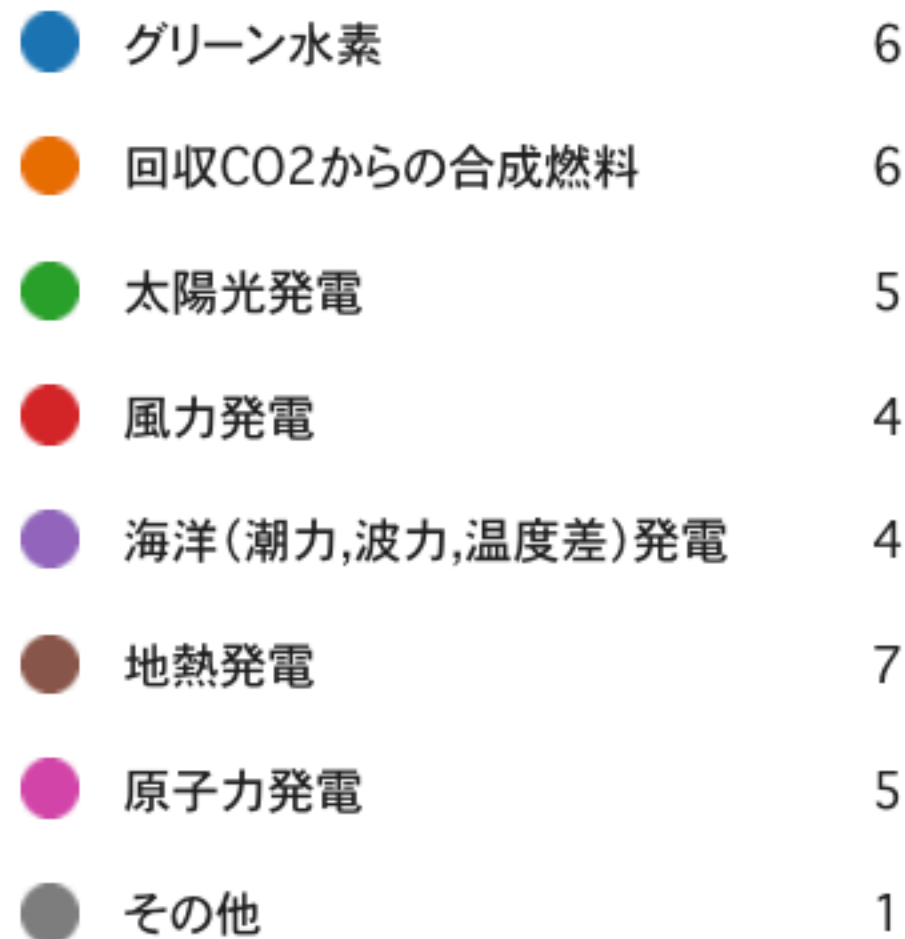 グリーン水素 6
回収CO2からの合成燃料 6
太陽光発電 5
風力発電 4
海洋(潮力,波力,温度差)発電 4
地熱発電 7
原子力発電 5
その他 1